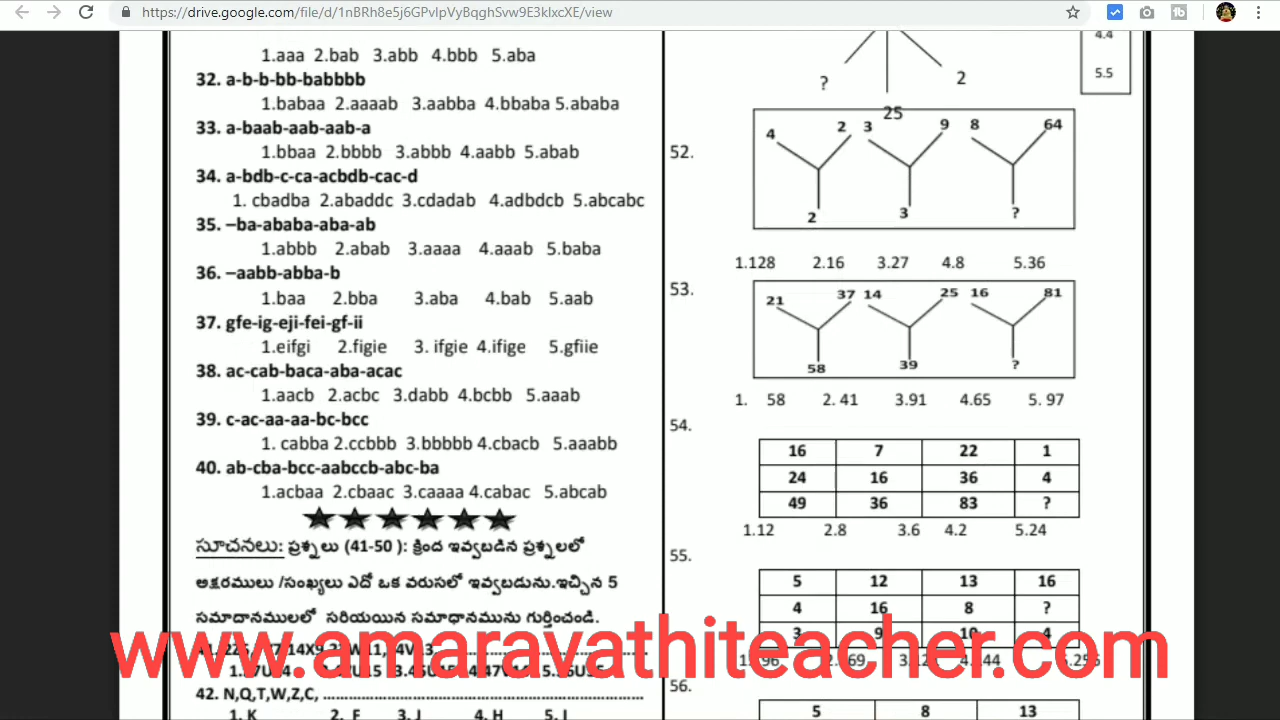 https://drive.google.com/file/d/1nBRh8e5j6GPvIpVyBqghSvw9E3klxcXE/view
1.aaa 2.bab 3.abb 4.bbb 5.aba
32. a-b-b-bb-babbbb
1.babaa 2.aaaab 3.aabba 4.bbaba 5.ababa
33. a-baab-aab-aab-a
1.bbaa 2.bbbb 3.abbb 4.aabb 5.abab
34. a-bdb-c-ca-acbdb-cac-d
1. cbadba 2.abaddc 3.cdadab 4.adbdcb 5.abcabc
35. –ba-ababa-aba-ab
1.abbb 2.abab 3.aaaa 4.aaab 5.baba
36. –aabb-abba-b
1.baa 2.bba 3.aba 4.bab 5.aab
37. gfe-ig-eji-fei-gf-ii
1.eifgi 2.figie 3. ifgie 4.ifige 5.gfiie
38. ac-cab-baca-aba-acac
1.aacb 2.acbc 3.dabb 4.bcbb 5.aaab
39. c-ac-aa-aa-bc-bcc
1. cabba 2.ccbbb 3.bbbbb 4.cbacb 5.aaabb
40. ab-cba-bcc-aabccb-abc-ba
1.acbaa 2.cbaac 3.caaaa 4.cabac 5.abcab
సూచనలు: ప్రశ్నలు (41-50 ): క్రింద ఇవ్వబడిన ప్రశ్నలలో
అక్షరములు /సంఖ్యలు ఎదో ఒక వరుసలో ఇవ్వబడును.ఇచ్చిన 5
సమాదానములలో సరియయిన సమాధానమును గుర్తించండి.
42. N,Q,T,W,Z,C, ................................................................
1. K 2. F 3. J 4. H 5. I
4.4
5.5
? 2
25
52.
4 2 3 9 8 64
2 3 ?
1.128 2.16 3.27 4.8 5.36
53.
21 37 14 25 16 81
58 39 ?
1. 58 2. 41 3.91 4.65 5. 97
54.
16 7 22 1
24 16 36 4
49 36 83 ?
1.12 2.8 3.6 4.2 5.24
55.
5 12 13 16
4 16 8 ?
3 9 10 4
56.
5 8 13
www.amaravathiteacher.com